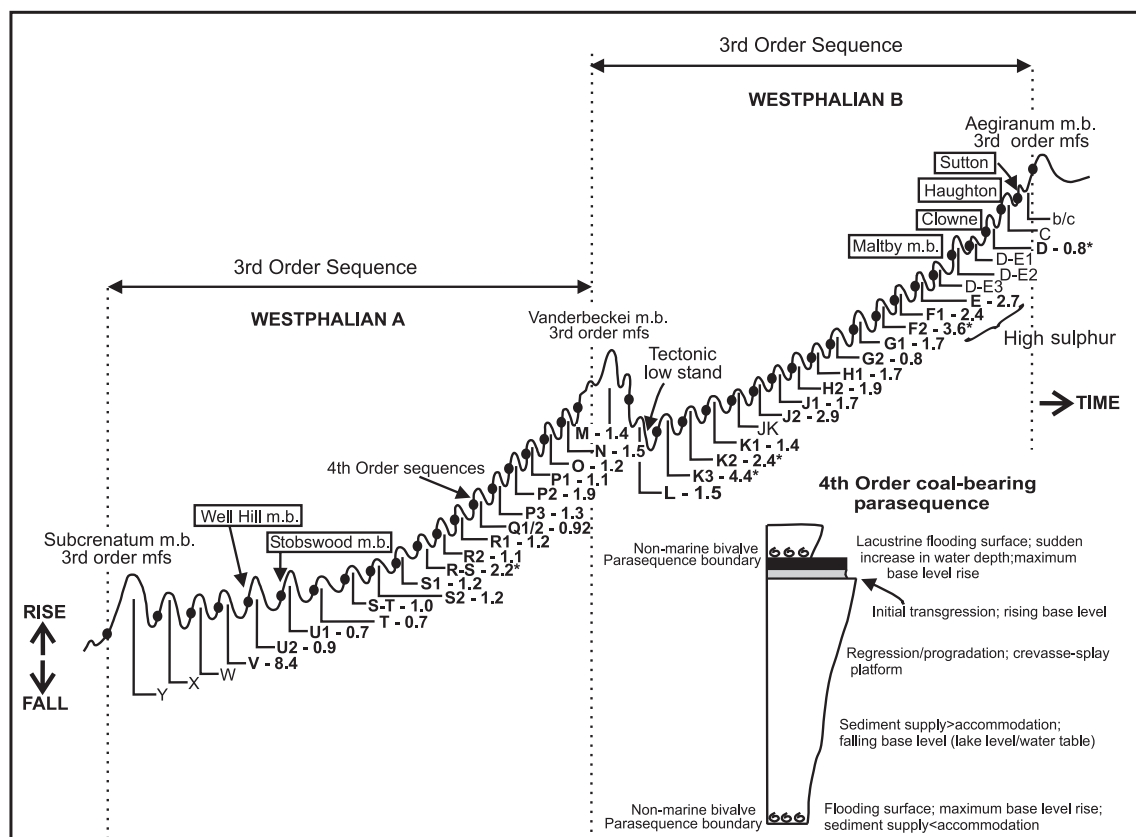 3rd Order Sequence
WESTPHALIAN B
Aegiranum m.b.
3rd order mfs
Sutton
Haughton
Clowne
Maltby m.b.
b/c
C
D - 0.8*
D-E1
D-E2
D-E3
E - 2.7
F1 - 2.4
F2 - 3.6*
G1 - 1.7
G2 - 0.8
H1 - 1.7
H2 - 1.9
J1 - 1.7
J2 - 2.9
JK
K1 - 1.4
K2 - 2.4*
K3 - 4.4*
L - 1.5
High sulphur
TIME
3rd Order Sequence
WESTPHALIAN A
Vanderbeckei m.b.
3rd order mfs
Tectonic
low stand
M - 1.4
N - 1.5
O - 1.2
P1 - 1.1
P2 - 1.9
P3 - 1.3
Q1/2 - 0.92
R1 - 1.2
R2 - 1.1
R-S - 2.2*
S1 - 1.2
S2 - 1.2
S-T - 1.0
T - 0.7
U1 - 0.7
U2 - 0.9
V - 8.4
W
X
Y
4th Order sequences
Well Hill m.b.
Stobswood m.b.
Subcrenatum m.b.
3rd order mfs
RISE
FALL
4th Order coal-bearing
parasequence
Non-marine bivalve
Parasequence boundary
Lacustrine flooding surface; sudden
increase in water depth;maximum
base level rise
Initial transgression; rising base level
Regression/progradation; crevasse-splay
platform
Sediment supply>accommodation;
falling base level (lake level/water table)
Non-marine bivalve
Parasequence boundary
Flooding surface; maximum base level rise;
sediment supply<accommodation